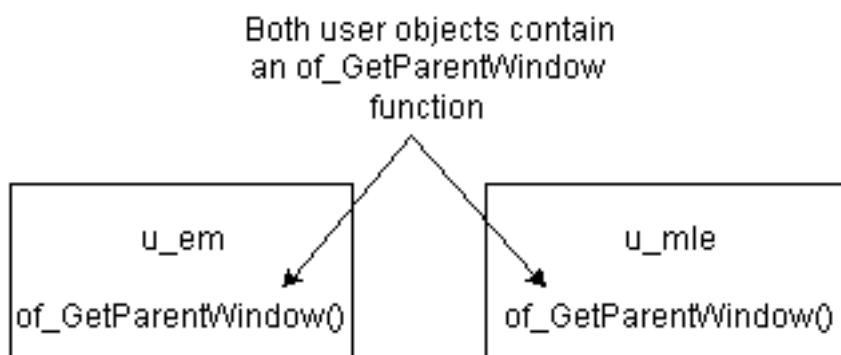 Both user objects contain
an of_GetParentWindow
function
u_em
of_GetParentWindow()
u_mle
of_GetParentWindow()